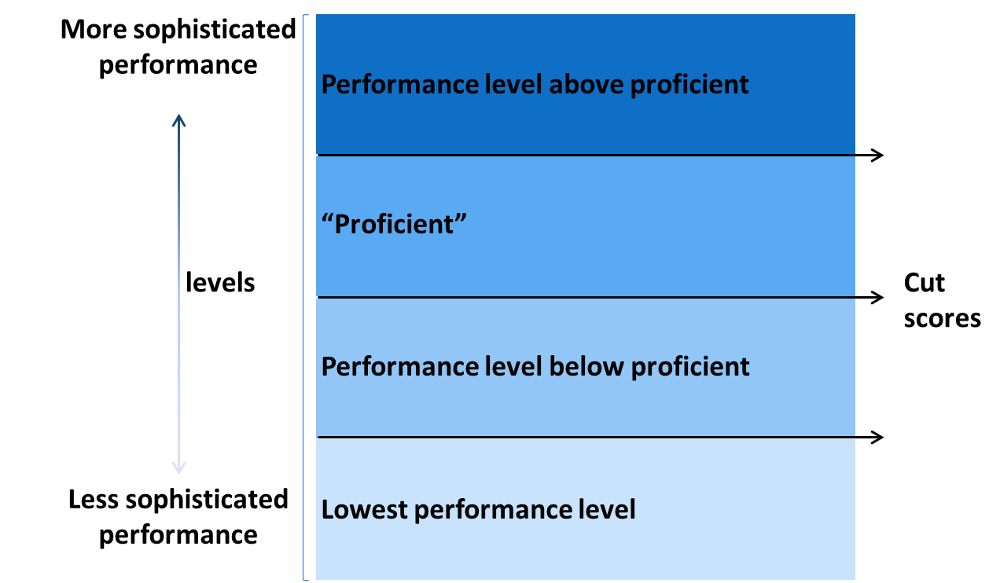 More sophisticated
performance
Performance level above proficient
“Proficient”
levels
Cut
scores
Performance level below proficient
Less sophisticated
performance
Lowest performance level